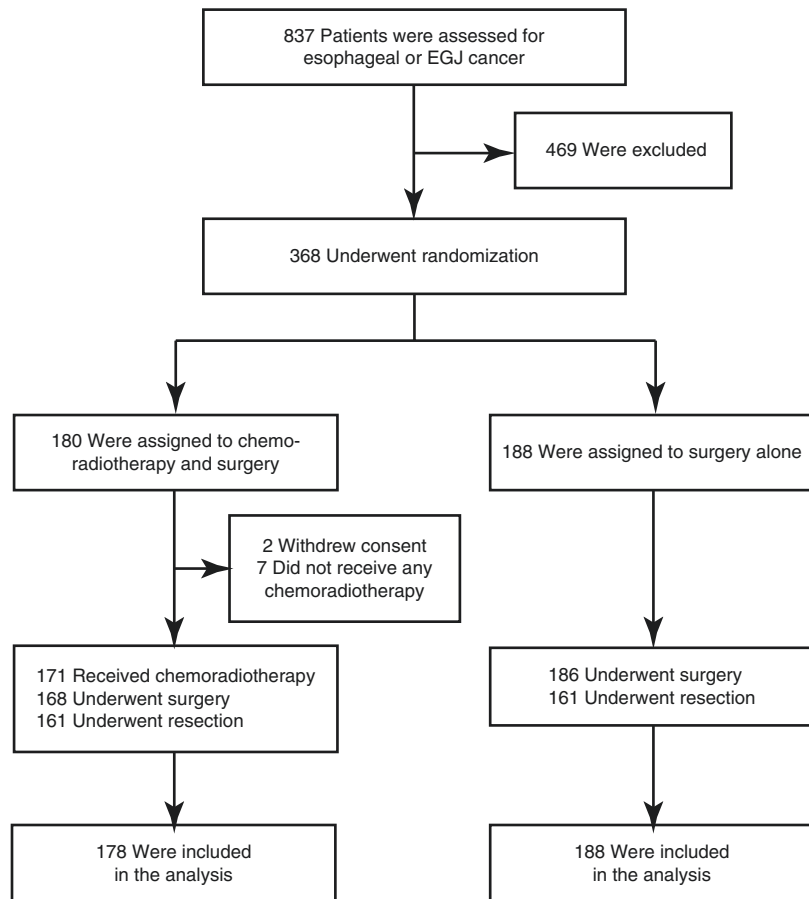 837 Patients were assessed for
esophageal or EGJ cancer
469 Were excluded
368 Underwent randomization
180 Were assigned to chemo-
radiotherapy and surgery
188 Were assigned to surgery alone
2 Withdrew consent
7 Did not receive any
chemoradiotherapy
171 Received chemoradiotherapy
168 Underwent surgery
161 Underwent resection
186 Underwent surgery
161 Underwent resection
178 Were included
in the analysis
188 Were included
in the analysis